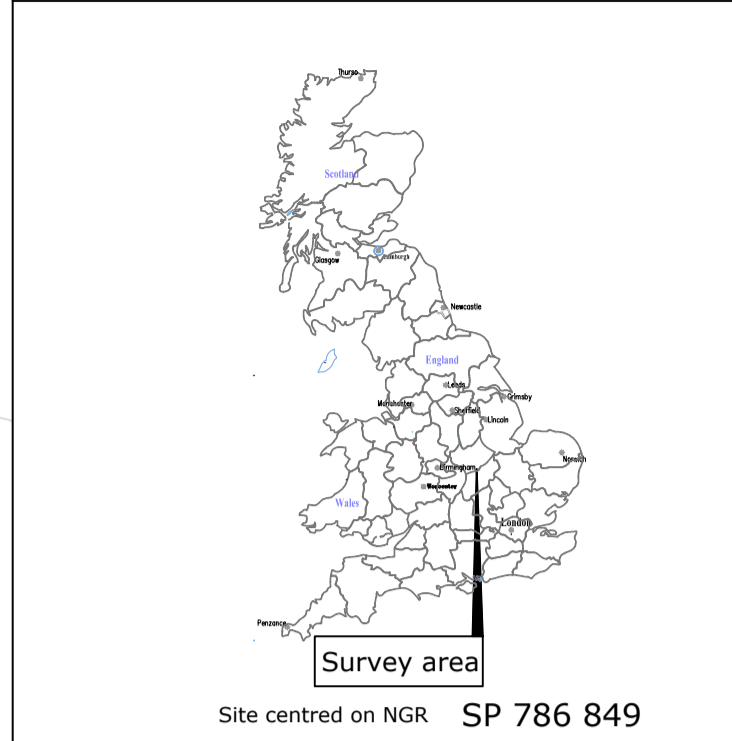 Thurso
Scotland
Glasgow
Edinburgh
Newcastle
England
Leeds
Grimsby
Manchester
Sheffield
Lincoln
Norwich
Birmingham
Worcester
Wales
London
Penzance
Survey area
Site centred on NGR SP 786 849